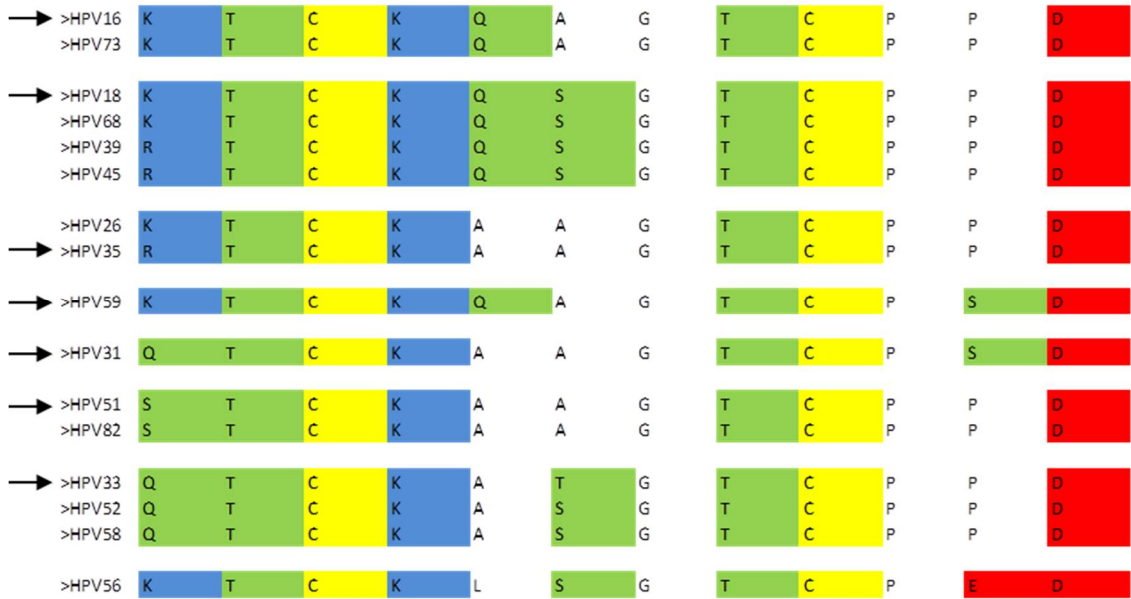 >HPV16 K T C K Q A G T C P P D
>HPV73 K T C K Q A G T C P P D
>HPV18 K T C K Q S G T C P P D
>HPV68 K T C K Q S G T C P P D
>HPV39 R T C K Q S G T C P P D
>HPV45 R T C K Q S G T C P P D
>HPV26 K T C K A A G T C P P D
>HPV35 R T C K A A G T C P P D
>HPV59 K T C K Q A G T C P S D
>HPV31 Q T C K A A G T C P S D
>HPV51 S T C K A A G T C P P D
>HPV82 S T C K A A G T C P P D
>HPV33 Q T C K A T G T C P P D
>HPV52 Q T C K A S G T C P P D
>HPV58 Q T C K A S G T C P P D
>HPV56 K T C K L S G T C P E D